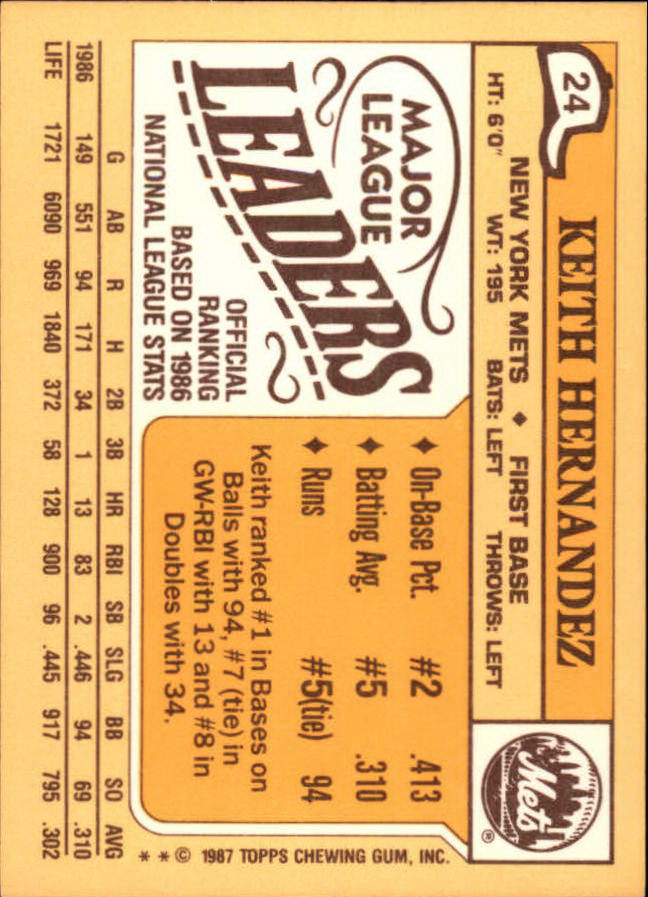 24
KEITH HERNANDEZ
NEW YORK METS ♦ FIRST BASE
HT: 6'0" WT: 195 BATS: LEFT THROWS: LEFT
Mets
®
MAJOR
LEAGUE
LEADERS
OFFICIAL
RANKING
BASED ON 1986
NATIONAL LEAGUE STATS
♦ On-Base Pct. #2 .413
♦ Batting Avg. #5 .310
♦ Runs #5(tie) 94
Keith ranked #1 in Bases on
Balls with 94, #7 (tie) in
GW-RBI with 13 and #8 in
Doubles with 34.
* * © 1987 TOPPS CHEWING GUM, INC.
G AB R H 2B 3B HR RBI SB SLG BB SO AVG
1986 149 551 94 171 34 1 13 83 2 .446 94 69 .310
LIFE 1721 6090 969 1840 372 58 128 900 96 .445 917 795 .302